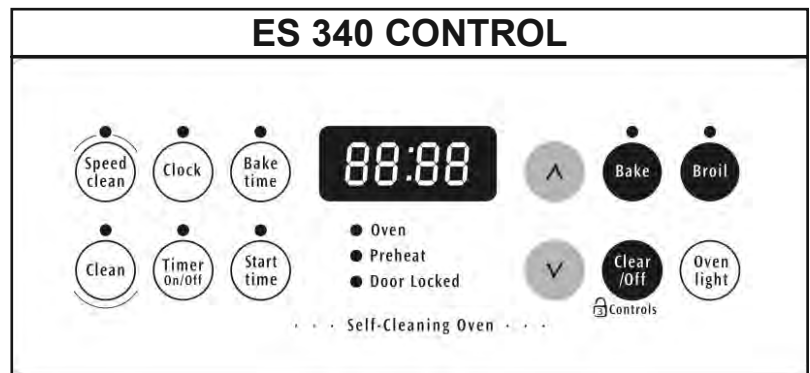 ES 340 CONTROL
Speed
clean
Clock
Bake
time
88:88
Bake
Broil
Clean
Timer
On/Off
Start
time
Oven
Preheat
Door Locked
Clear
/Off
Oven
light
3 Controls
· · · Self-Cleaning Oven · · ·